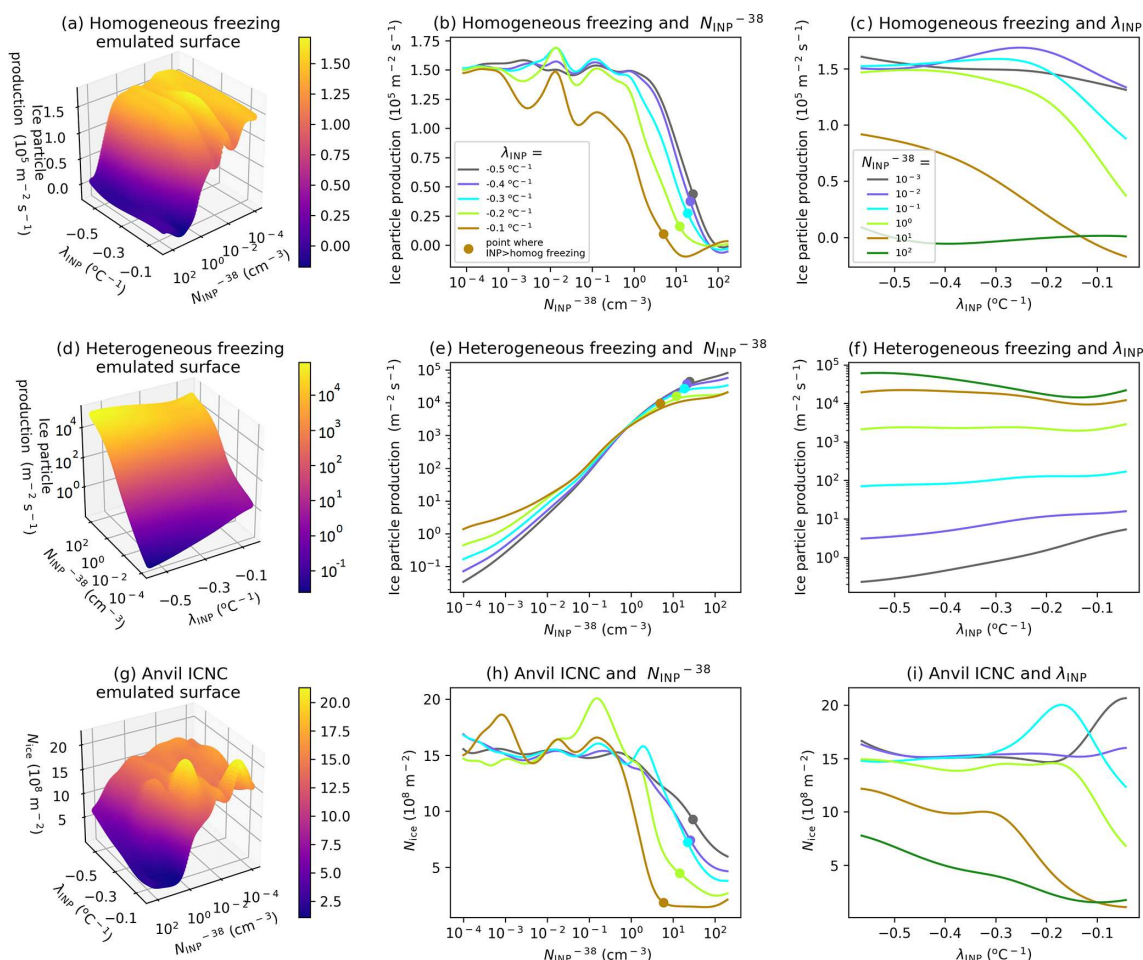 (a) Homogeneous freezing
emulated surface
Ice particle
production (10⁵ m⁻² s⁻¹)
1.5
1.0
0.5
0.0
−0.5
−0.3
−0.1
λINP (°C⁻¹)
10² 10⁰ 10⁻² 10⁻⁴
NINP⁻³⁸ (cm⁻³)
1.50
1.25
1.00
0.75
0.50
0.25
0.00
(b) Homogeneous freezing and NINP⁻³⁸
Ice particle production (10⁵ m⁻² s⁻¹)
1.75
1.50
1.25
1.00
0.75
0.50
0.25
0.00
λINP =
-0.5 °C⁻¹
-0.4 °C⁻¹
-0.3 °C⁻¹
-0.2 °C⁻¹
-0.1 °C⁻¹
point where
INP>homog freezing
10⁻⁴ 10⁻³ 10⁻² 10⁻¹ 10⁰ 10¹ 10²
NINP⁻³⁸ (cm⁻³)
(c) Homogeneous freezing and λINP
Ice particle production (10⁵ m⁻² s⁻¹)
1.5
1.0
0.5
0.0
NINP⁻³⁸ =
10⁻³
10⁻²
10⁻¹
10⁰
10¹
10²
−0.5 −0.4 −0.3 −0.2 −0.1
λINP (°C⁻¹)
(d) Heterogeneous freezing
emulated surface
Ice particle
production (m⁻² s⁻¹)
10⁴
10²
10⁰
10²
10⁰
10⁻²
10⁻⁴
NINP⁻³⁸ (cm⁻³)
−0.5 −0.3 −0.1
λINP (°C⁻¹)
10⁴
10³
10²
10¹
10⁰
10⁻¹
(e) Heterogeneous freezing and NINP⁻³⁸
Ice particle production (m⁻² s⁻¹)
10⁵
10⁴
10³
10²
10¹
10⁰
10⁻¹
10⁻⁴ 10⁻³ 10⁻² 10⁻¹ 10⁰ 10¹ 10²
NINP⁻³⁸ (cm⁻³)
(f) Heterogeneous freezing and λINP
Ice particle production (m⁻² s⁻¹)
10⁵
10⁴
10³
10²
10¹
10⁰
−0.5 −0.4 −0.3 −0.2 −0.1
λINP (°C⁻¹)
(g) Anvil ICNC
emulated surface
Nice (10⁸ m⁻²)
20
15
10
5
−0.5
−0.3
−0.1
λINP (°C⁻¹)
10² 10⁰ 10⁻² 10⁻⁴
NINP⁻³⁸ (cm⁻³)
20.0
17.5
15.0
12.5
10.0
7.5
5.0
2.5
(h) Anvil ICNC and NINP⁻³⁸
Nice (10⁸ m⁻²)
20
15
10
5
10⁻⁴ 10⁻³ 10⁻² 10⁻¹ 10⁰ 10¹ 10²
NINP⁻³⁸ (cm⁻³)
(i) Anvil ICNC and λINP
Nice (10⁸ m⁻²)
20
15
10
5
−0.5 −0.4 −0.3 −0.2 −0.1
λINP (°C⁻¹)